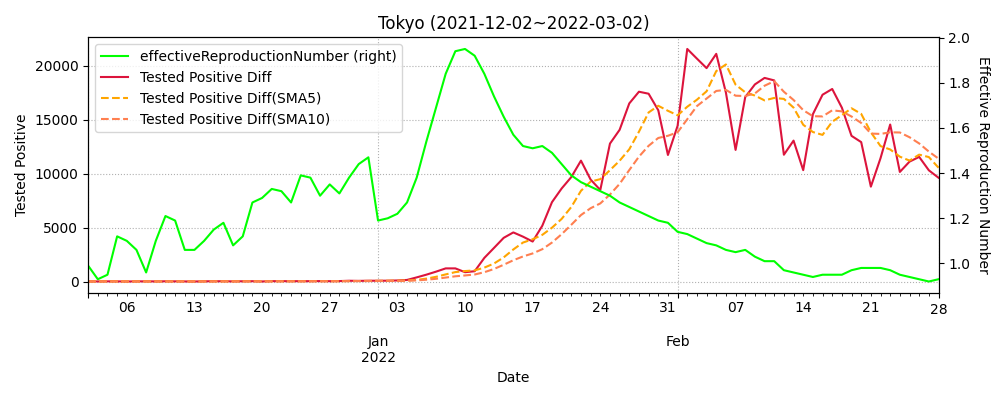 Tokyo (2021-12-02~2022-03-02)
effectiveReproductionNumber (right)
Tested Positive Diff
Tested Positive Diff(SMA5)
Tested Positive Diff(SMA10)
Tested Positive
20000
15000
10000
5000
0
2.0
1.8
1.6
1.4
1.2
1.0
Effective Reproduction Number
06 13 20 27 03 10 17 24 31 07 14 21 28
Jan Feb
2022
Date